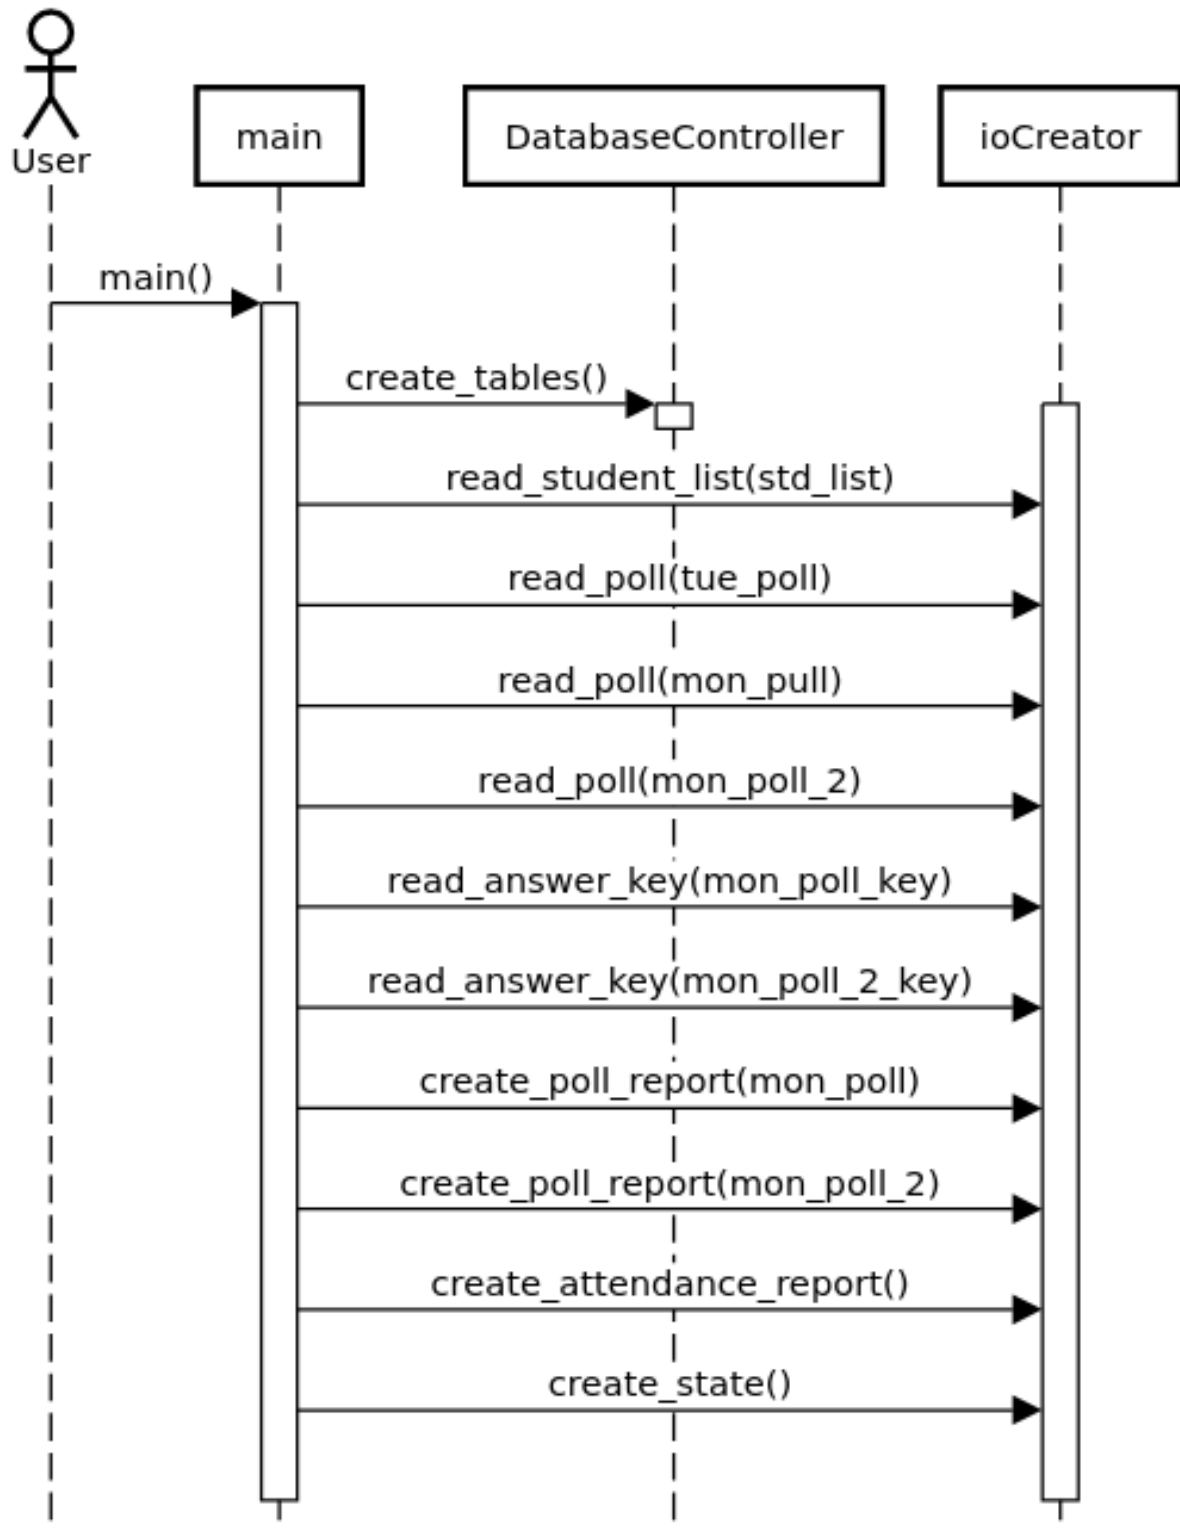 User
main
DatabaseController
ioCreator
main()
create_tables()
read_student_list(std_list)
read_poll(tue_poll)
read_poll(mon_pull)
read_poll(mon_poll_2)
read_answer_key(mon_poll_key)
read_answer_key(mon_poll_2_key)
create_poll_report(mon_poll)
create_poll_report(mon_poll_2)
create_attendance_report()
create_state()